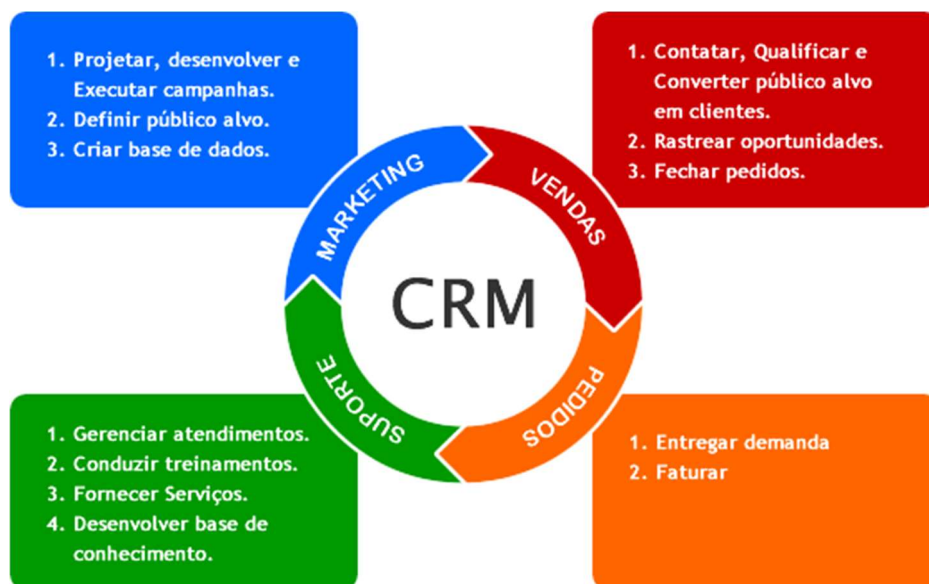 1. Projetar, desenvolver e
Executar campanhas.
2. Definir público alvo.
3. Criar base de dados.
1. Contatar, Qualificar e
Converter público alvo
em clientes.
2. Rastrear oportunidades.
3. Fechar pedidos.
MARKETING
VENDAS
CRM
SUPORTE
PEDIDOS
1. Gerenciar atendimentos.
2. Conduzir treinamentos.
3. Fornecer Serviços.
4. Desenvolver base de
conhecimento.
1. Entregar demanda
2. Faturar